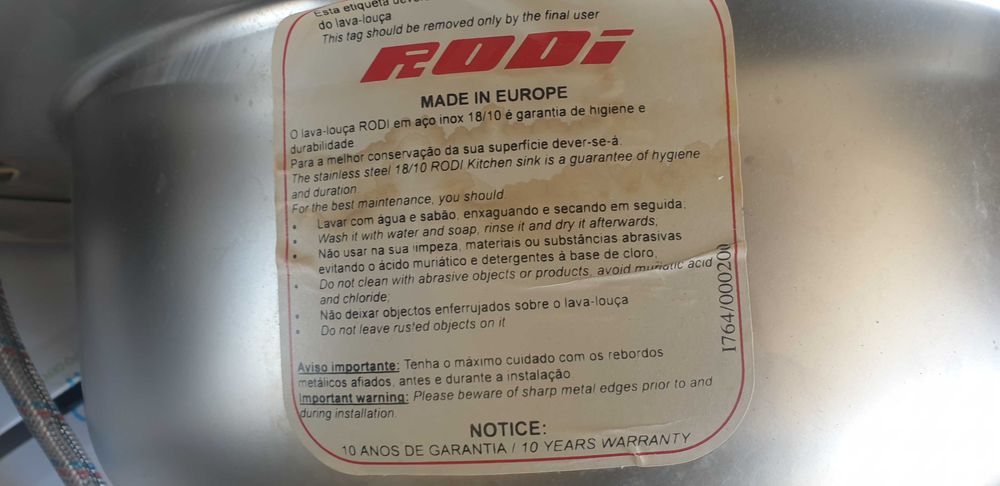 Esta etiqueta
do lava-louça
This tag should be removed only by the final user
RODI
MADE IN EUROPE
O lava-louça RODI em aço inox 18/10 é garantia de higiene e
durabilidade
Para a melhor conservação da sua superfície dever-se-á.
The stainless steel 18/10 RODI Kitchen sink is a guarantee of hygiene
and duration.
For the best maintenance, you should
• Lavar com água e sabão, enxaguando e secando em seguida,
• Wash it with water and soap, rinse it and dry it afterwards,
• Não usar na sua limpeza, materiais ou substâncias abrasivas
evitando o ácido muriático e detergentes à base de cloro,
• Do not clean with abrasive objects or products, avoid muriatic acid
and chloride;
• Não deixar objectos enferrujados sobre o lava-louça
• Do not leave rusted objects on it
Aviso importante: Tenha o máximo cuidado com os rebordos
metálicos afiados, antes e durante a instalação
Important warning: Please beware of sharp metal edges prior to and
during installation.
NOTICE:
10 ANOS DE GARANTIA / 10 YEARS WARRANTY
I764/000200